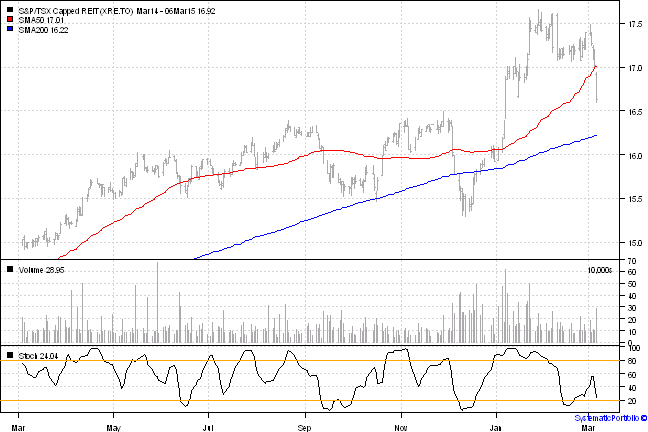 S&P/TSX Capped REIT (XRE.TO) Mar14 - 06Mar15 16.92
SMA50 17.01
SMA200 16.22
17.5
17.0
16.5
16.0
15.5
15.0
Volume 28.95
10,000s
70
60
50
40
30
20
10
0
Stoch 24.04
100
80
60
40
20
Mar May Jul Sep Nov Jan Mar
SystematicPortfolio ©